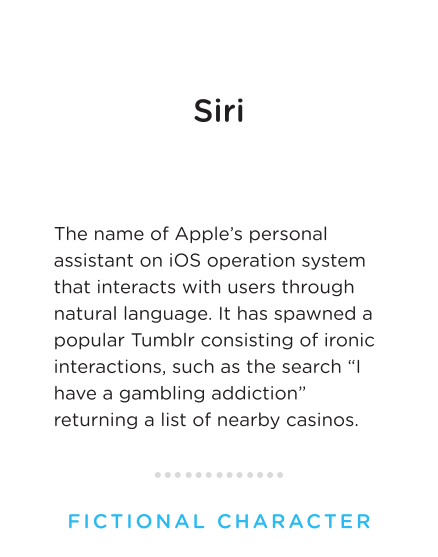 Siri
The name of Apple’s personal
assistant on iOS operation system
that interacts with users through
natural language. It has spawned a
popular Tumblr consisting of ironic
interactions, such as the search “I
have a gambling addiction”
returning a list of nearby casinos.
FICTIONAL CHARACTER